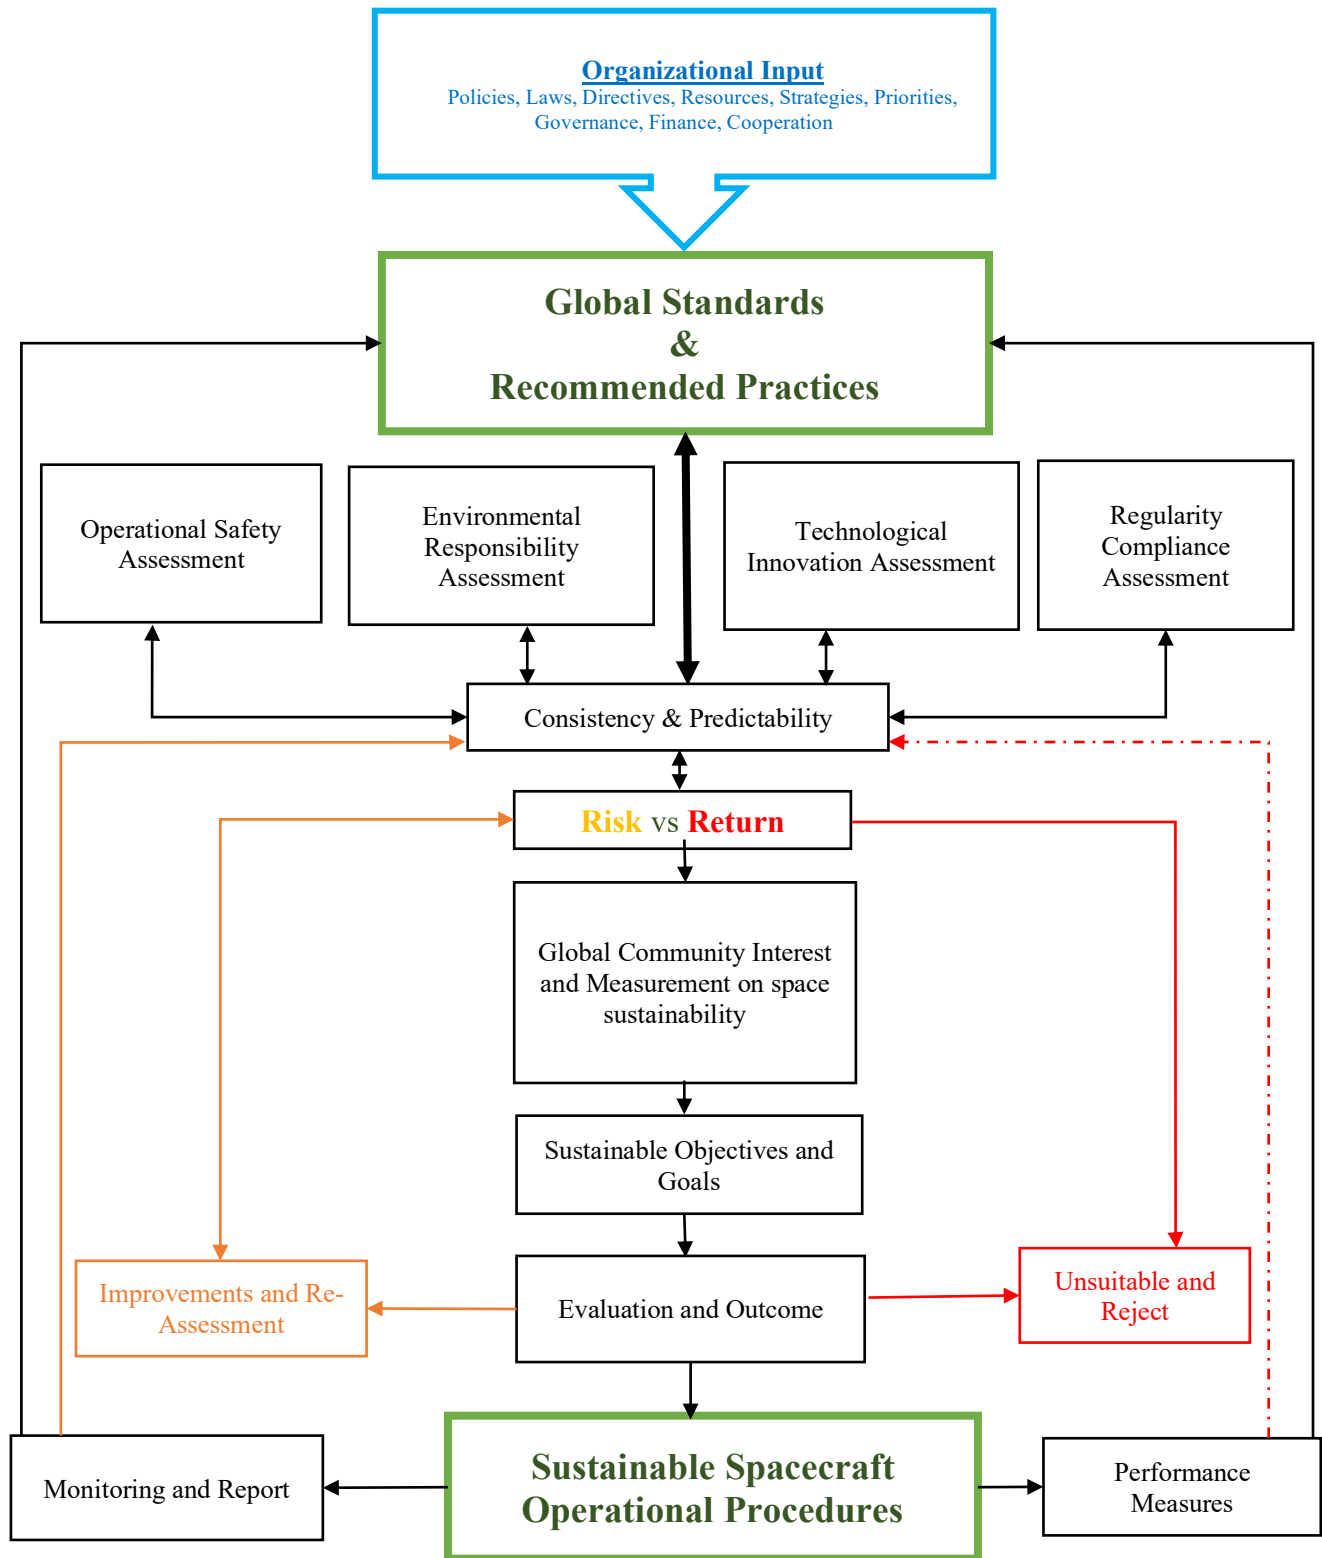 Organizational Input
Policies, Laws, Directives, Resources, Strategies, Priorities,
Governance, Finance, Cooperation
Global Standards
&
Recommended Practices
Operational Safety
Assessment
Environmental
Responsibility
Assessment
Technological
Innovation Assessment
Regularity
Compliance
Assessment
Consistency & Predictability
Risk vs Return
Global Community Interest
and Measurement on space
sustainability
Sustainable Objectives and
Goals
Improvements and Re-
Assessment
Evaluation and Outcome
Unsuitable and
Reject
Monitoring and Report
Sustainable Spacecraft
Operational Procedures
Performance
Measures